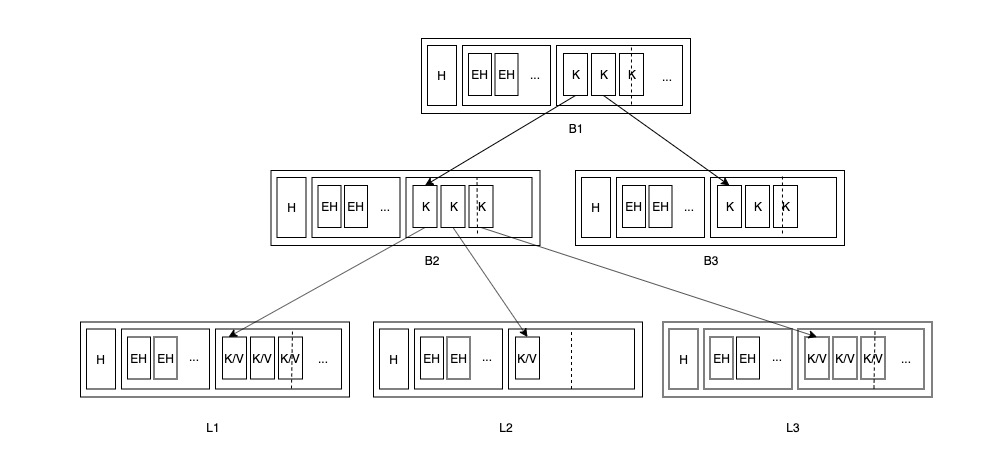 H EH EH ... K K K ...
B1
H EH EH ... K K K
H EH EH ... K K K
B2
B3
H EH EH ... K/V K/V K/V ...
H EH EH ... K/V
H EH EH ... K/V K/V K/V ...
L1
L2
L3